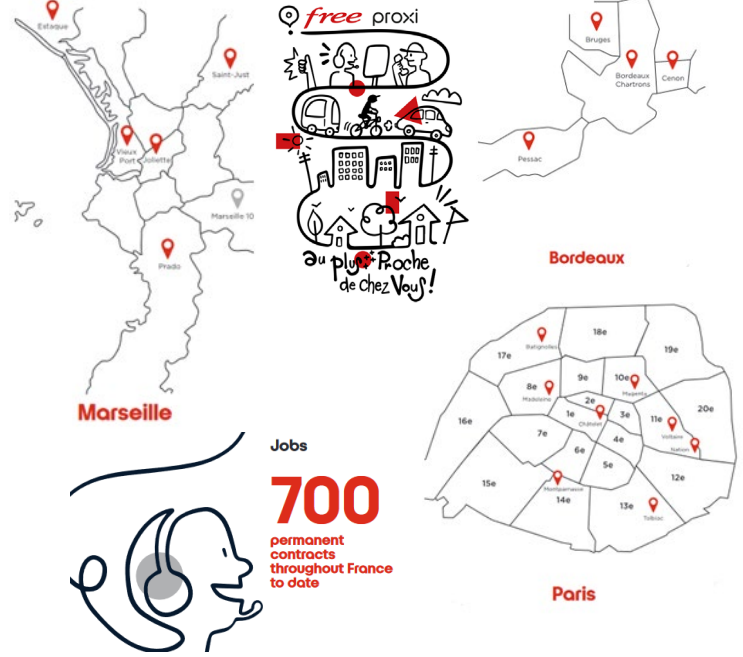 Estaque
Saint-Just
Vieux
Port
Joliette
Marseille 10
Prado
Marseille
free proxi
au plus Proche
de chez Vous!
Bruges
Bordeaux
Chartrons
Cenon
Pessac
Bordeaux
Jobs
700
permanent
contracts
throughout France
to date
18e
Batignolles
17e
19e
9e
10e
8e
Madeleine
Magenta
2e
20e
1e
3e
11e
16e
Châtelet
Voltaire
7e
4e
Nation
6e
5e
12e
15e
Montparnasse
14e
13e
Tolbiac
Paris